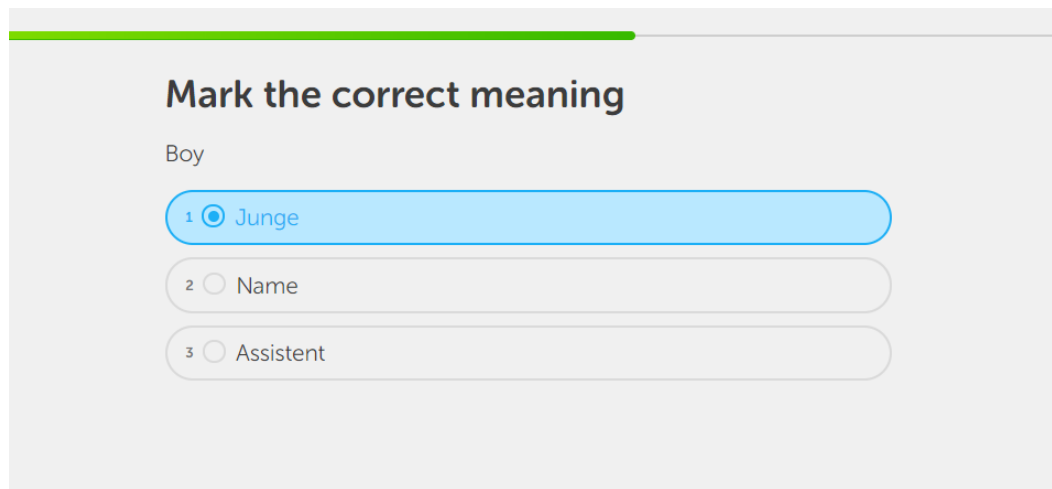 Mark the correct meaning
Boy
1 Junge
2 Name
3 Assistent